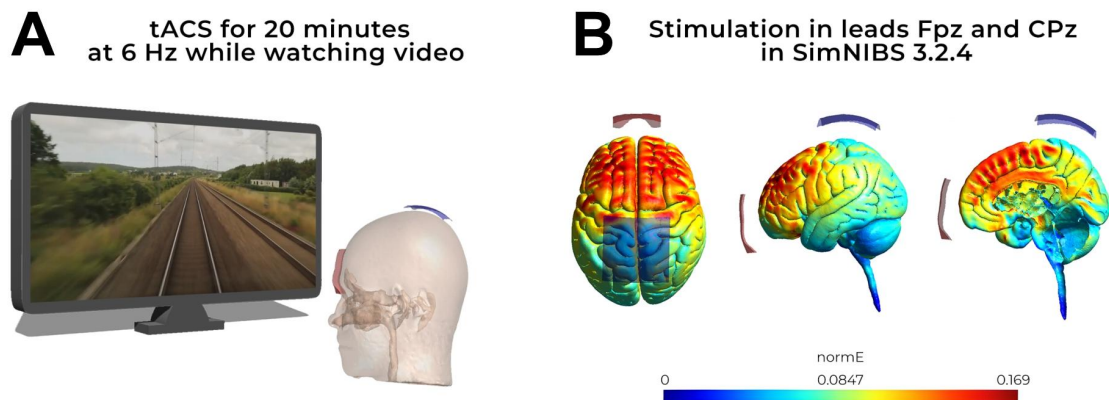 A
tACS for 20 minutes
at 6 Hz while watching video
B
Stimulation in leads Fpz and CPz
in SimNIBS 3.2.4
normE
0 0.0847 0.169